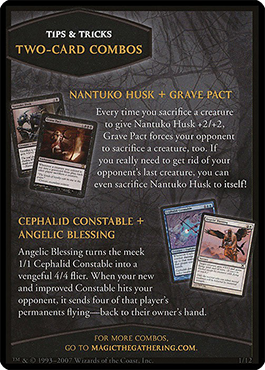 TIPS & TRICKS
TWO-CARD COMBOS
NANTUKO HUSK + GRAVE PACT
Every time you sacrifice a creature
to give Nantuko Husk +2/+2,
Grave Pact forces your opponent
to sacrifice a creature, too. If
you really need to get rid of your
opponent's last creature, you can
even sacrifice Nantuko Husk to itself!
CEPHALID CONSTABLE +
ANGELIC BLESSING
Angelic Blessing turns the meek
1/1 Cephalid Constable into a
vengeful 4/4 flier. When your new
and improved Constable hits your
opponent, it sends four of that player's
permanents flying—back to their owner's hand.
FOR MORE COMBOS,
GO TO MAGICTHEGATHERING.COM.
™ & © 1993–2007 Wizards of the Coast, Inc. 1/12